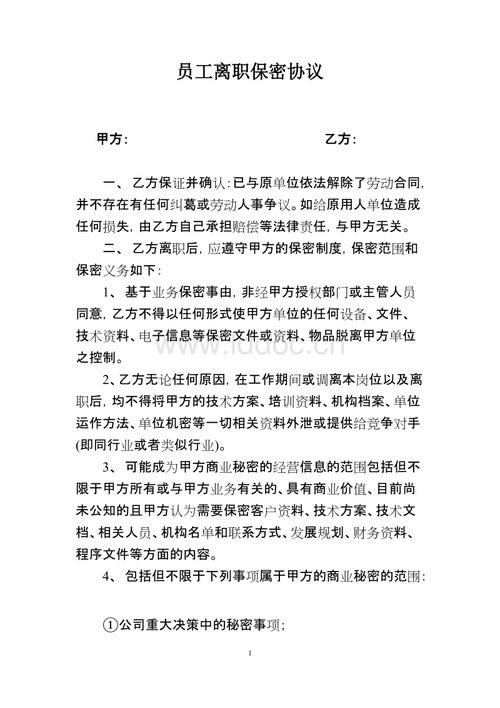 员工离职保密协议
甲方： 乙方：
一、 乙方保证并确认：已与原单位依法解除了劳动合同，
并不存在有任何纠葛或劳动人事争议。如给原用人单位造成
任何损失，由乙方自己承担赔偿等法律责任，与甲方无关。
二、 乙方离职后，应遵守甲方的保密制度，保密范围和
保密义务如下：
1、 基于业务保密事由，非经甲方授权部门或主管人员
同意，乙方不得以任何形式使甲方单位的任何设备、文件、
技术资料、电子信息等保密文件或资料、物品脱离甲方单位
之控制。
2、乙方无论任何原因，在工作期间或调离本岗位以及离
职后，均不得将甲方的技术方案、培训资料、机构档案、单位
运作方法、单位机密等一切相关资料外泄或提供给竞争对手
(即同行业或者类似行业)。
3、 可能成为甲方商业秘密的经营信息的范围包括但不
限于甲方所有或与甲方业务有关的、具有商业价值、目前尚
未公知的且甲方认为需要保密客户资料、技术方案、技术文
档、相关人员、机构名单和联系方式、发展规划、财务资料、
程序文件等方面的内容。
4、 包括但不限于下列事项属于甲方的商业秘密的范围：
①公司重大决策中的秘密事项；
1